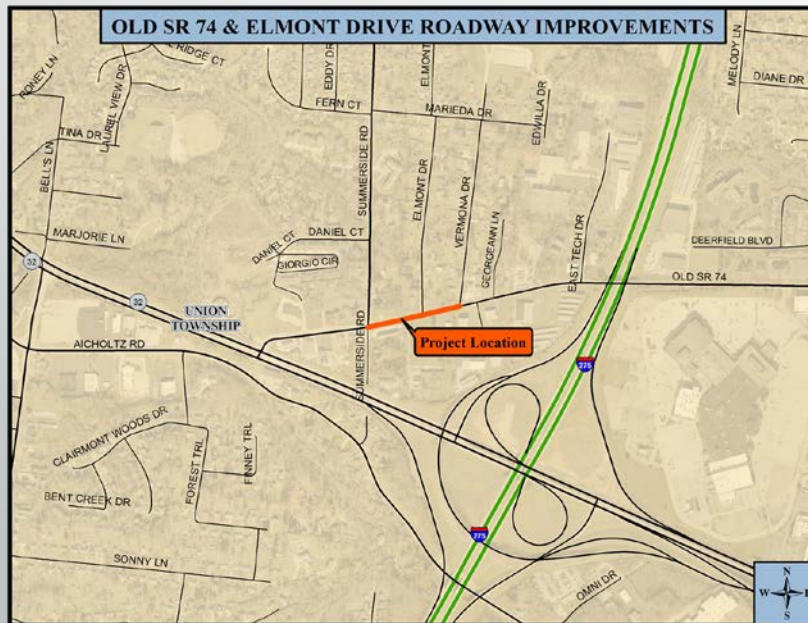 OLD SR 74 & ELMONT DRIVE ROADWAY IMPROVEMENTS
RONEY LN
RIDGE CT
LAUREL VIEW DR
TINA DR
BELL'S LN
MARJORIE LN
EDDY DR
FERN CT
ELMONT
MARIEDA DR
EDWILLA DR
MELODY LN
DIANE DR
SUMMERSIDE RD
ELMONT DR
VERMONA DR
GEORGEANN LN
EAST TECH DR
DEERFIELD BLVD
DANIEL CT
DANIEL CT
GIORGIO CIR
OLD SR 74
32
32
UNION
TOWNSHIP
Project Location
SUMMERSIDE RD
AICHOLTZ RD
275
CLAIRMONT WOODS DR
FOREST TRL
FINNEY TRL
BENT CREEK DR
275
SONNY LN
OMNI DR
N
W E
S